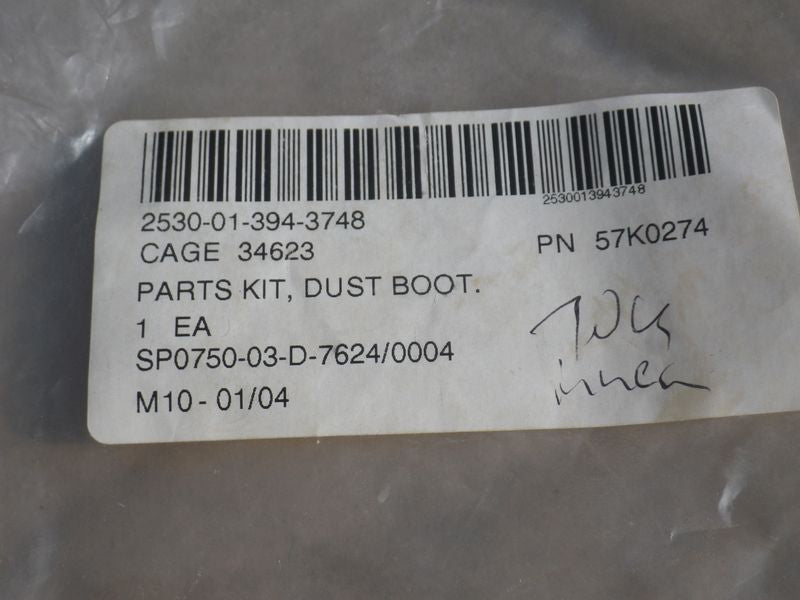 2530013943748
2530-01-394-3748
CAGE 34623
PN 57K0274
PARTS KIT, DUST BOOT.
1 EA
SP0750-03-D-7624/0004
M10 - 01/04